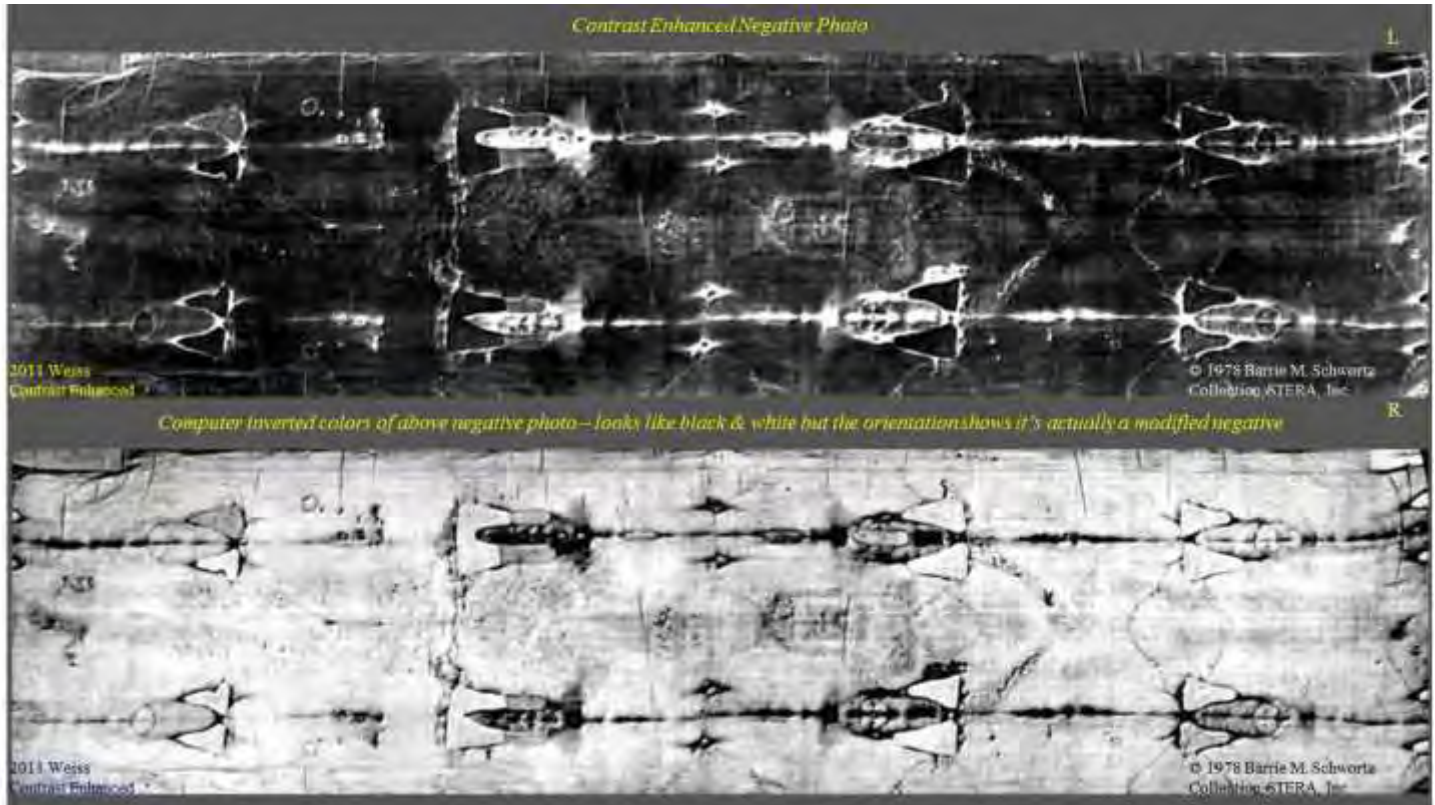 Contrast Enhanced Negative Photo
L
2011 Weiss
Contrast Enhanced
© 1978 Barrie M. Schwortz
Collection STERA, Inc.
R
Computer inverted colors of above negative photo – looks like black & white but the orientation shows it's actually a modified negative
2011 Weiss
Contrast Enhanced
© 1978 Barrie M. Schwortz
Collection STERA, Inc.